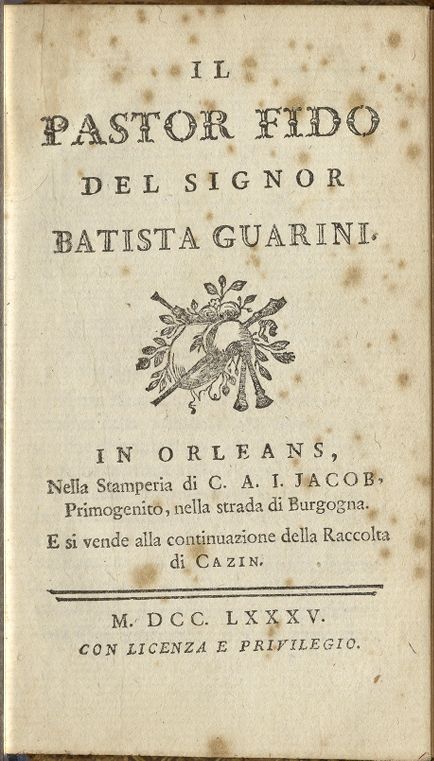 IL
PASTOR FIDO
DEL SIGNOR
BATISTA GUARINI.
IN ORLEANS,
Nella Stamperia di C. A. I. JACOB,
Primogenito, nella strada di Burgogna.
E si vende alla continuazione della Raccolta
di CAZIN.
M. DCC. LXXXV.
CON LICENZA E PRIVILEGIO.